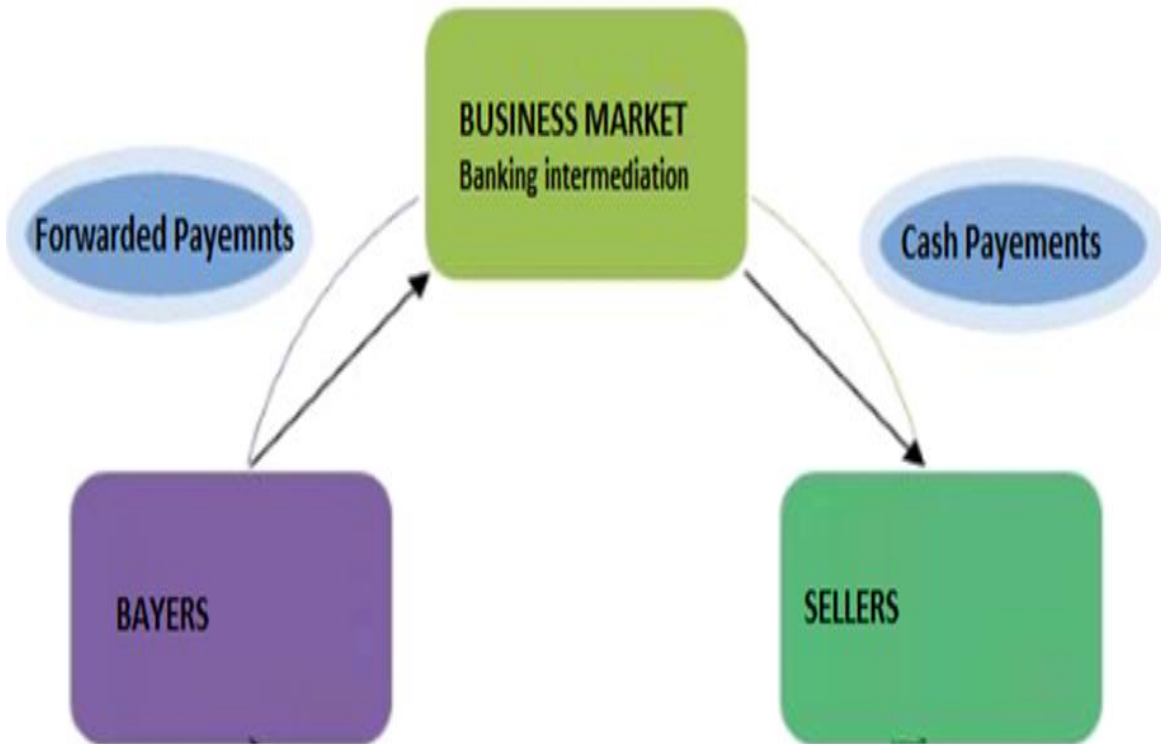 BUSINESS MARKET
Banking intermediation
Forwarded Payemnts
Cash Payements
BAYERS
SELLERS